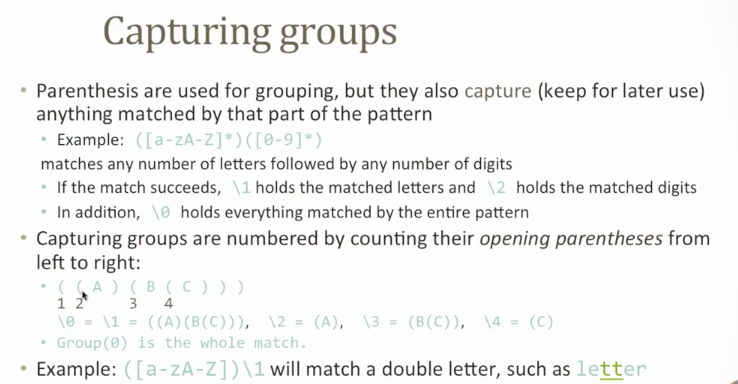 Capturing groups
• Parenthesis are used for grouping, but they also capture (keep for later use)
anything matched by that part of the pattern
• Example: ([a-zA-Z]*)([0-9]*)
matches any number of letters followed by any number of digits
• If the match succeeds, \1 holds the matched letters and \2 holds the matched digits
• In addition, \0 holds everything matched by the entire pattern
• Capturing groups are numbered by counting their opening parentheses from
left to right:
• ( ( A ) ( B ( C ) ) )
1 2 3 4
\0 = \1 = ((A)(B(C))), \2 = (A), \3 = (B(C)), \4 = (C)
• Group(0) is the whole match.
• Example: ([a-zA-Z])\1 will match a double letter, such as letter